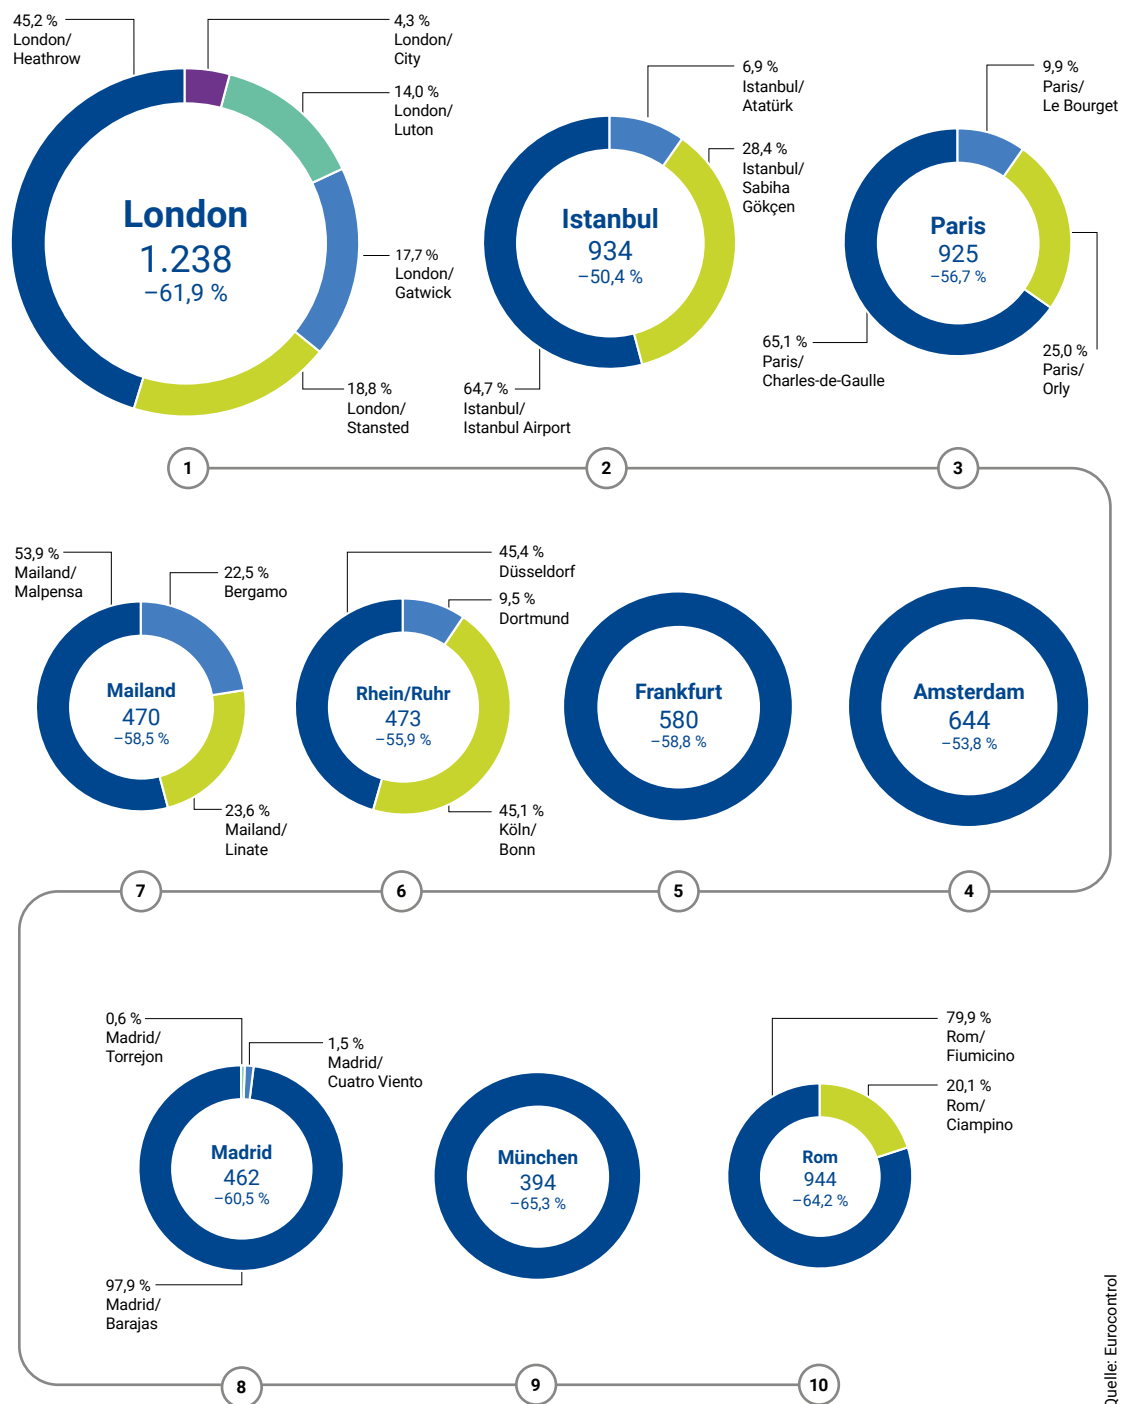 45,2 %
London/
Heathrow
4,3 %
London/
City
14,0 %
London/
Luton
17,7 %
London/
Gatwick
18,8 %
London/
Stansted
London
1.238
–61,9 %
6,9 %
Istanbul/
Atatürk
28,4 %
Istanbul/
Sabiha
Gökçen
64,7 %
Istanbul/
Istanbul Airport
Istanbul
934
–50,4 %
9,9 %
Paris/
Le Bourget
25,0 %
Paris/
Orly
65,1 %
Paris/
Charles-de-Gaulle
Paris
925
–56,7 %
1
2
3
53,9 %
Mailand/
Malpensa
22,5 %
Bergamo
23,6 %
Mailand/
Linate
Mailand
470
–58,5 %
45,4 %
Düsseldorf
9,5 %
Dortmund
45,1 %
Köln/
Bonn
Rhein/Ruhr
473
–55,9 %
Frankfurt
580
–58,8 %
Amsterdam
644
–53,8 %
7
6
5
4
0,6 %
Madrid/
Torrejon
1,5 %
Madrid/
Cuatro Viento
97,9 %
Madrid/
Barajas
Madrid
462
–60,5 %
München
394
–65,3 %
79,9 %
Rom/
Fiumicino
20,1 %
Rom/
Ciampino
Rom
944
–64,2 %
8
9
10
Quelle: Eurocontrol